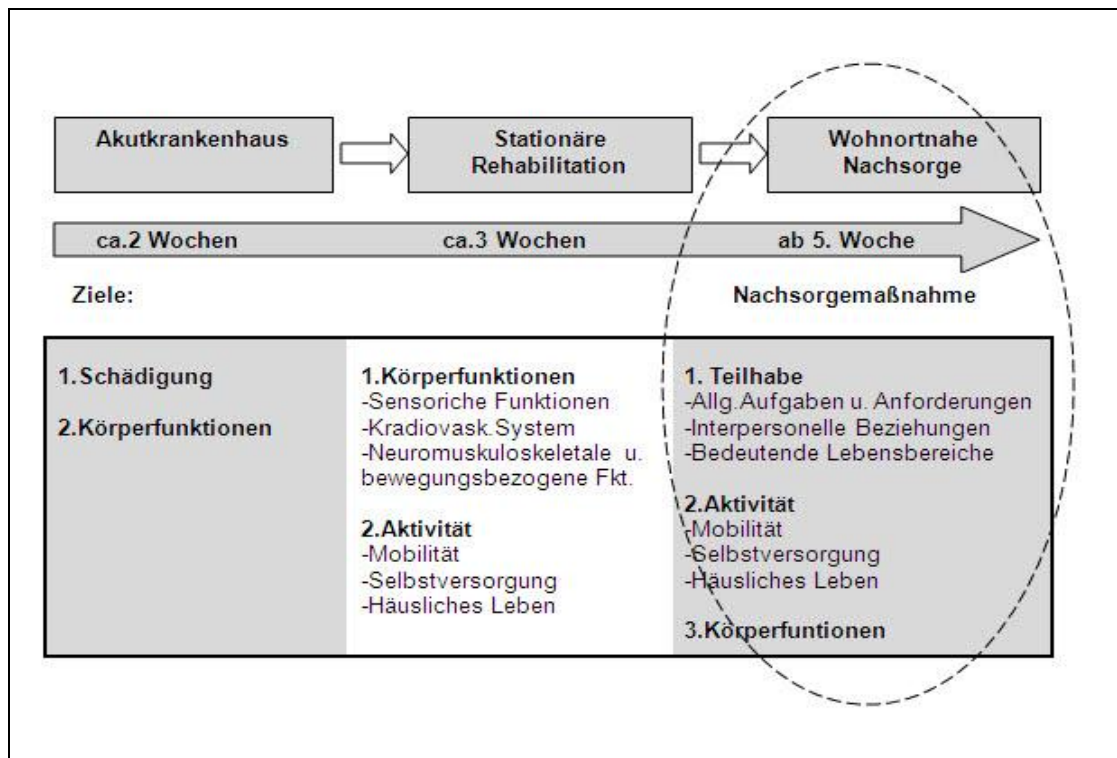 Akutkrankenhaus
Stationäre
Rehabilitation
Wohnortnahe
Nachsorge
ca.2 Wochen
ca.3 Wochen
ab 5. Woche
Ziele:
Nachsorgemaßnahme
1.Schädigung
2.Körperfunktionen
1.Körperfunktionen
-Sensoriche Funktionen
-Kradiovask.System
-Neuromuskuloskeletale u.
bewegungsbezogene Fkt.
2.Aktivität
-Mobilität
-Selbstversorgung
-Häusliches Leben
1. Teilhabe
-Allg.Aufgaben u. Anforderungen
-Interpersonelle Beziehungen
-Bedeutende Lebensbereiche
2.Aktivität
-Mobilität
-Selbstversorgung
-Häusliches Leben
3.Körperfuntionen